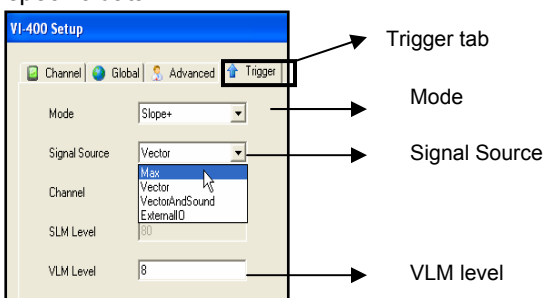 VI-400 Setup
Trigger tab
Channel Global Advanced Trigger
Mode Slope+ Mode
Signal Source Vector Signal Source
Max
Channel Vector
VectorAndSound
ExternalIO
SLM Level 80
VLM Level 8 VLM level